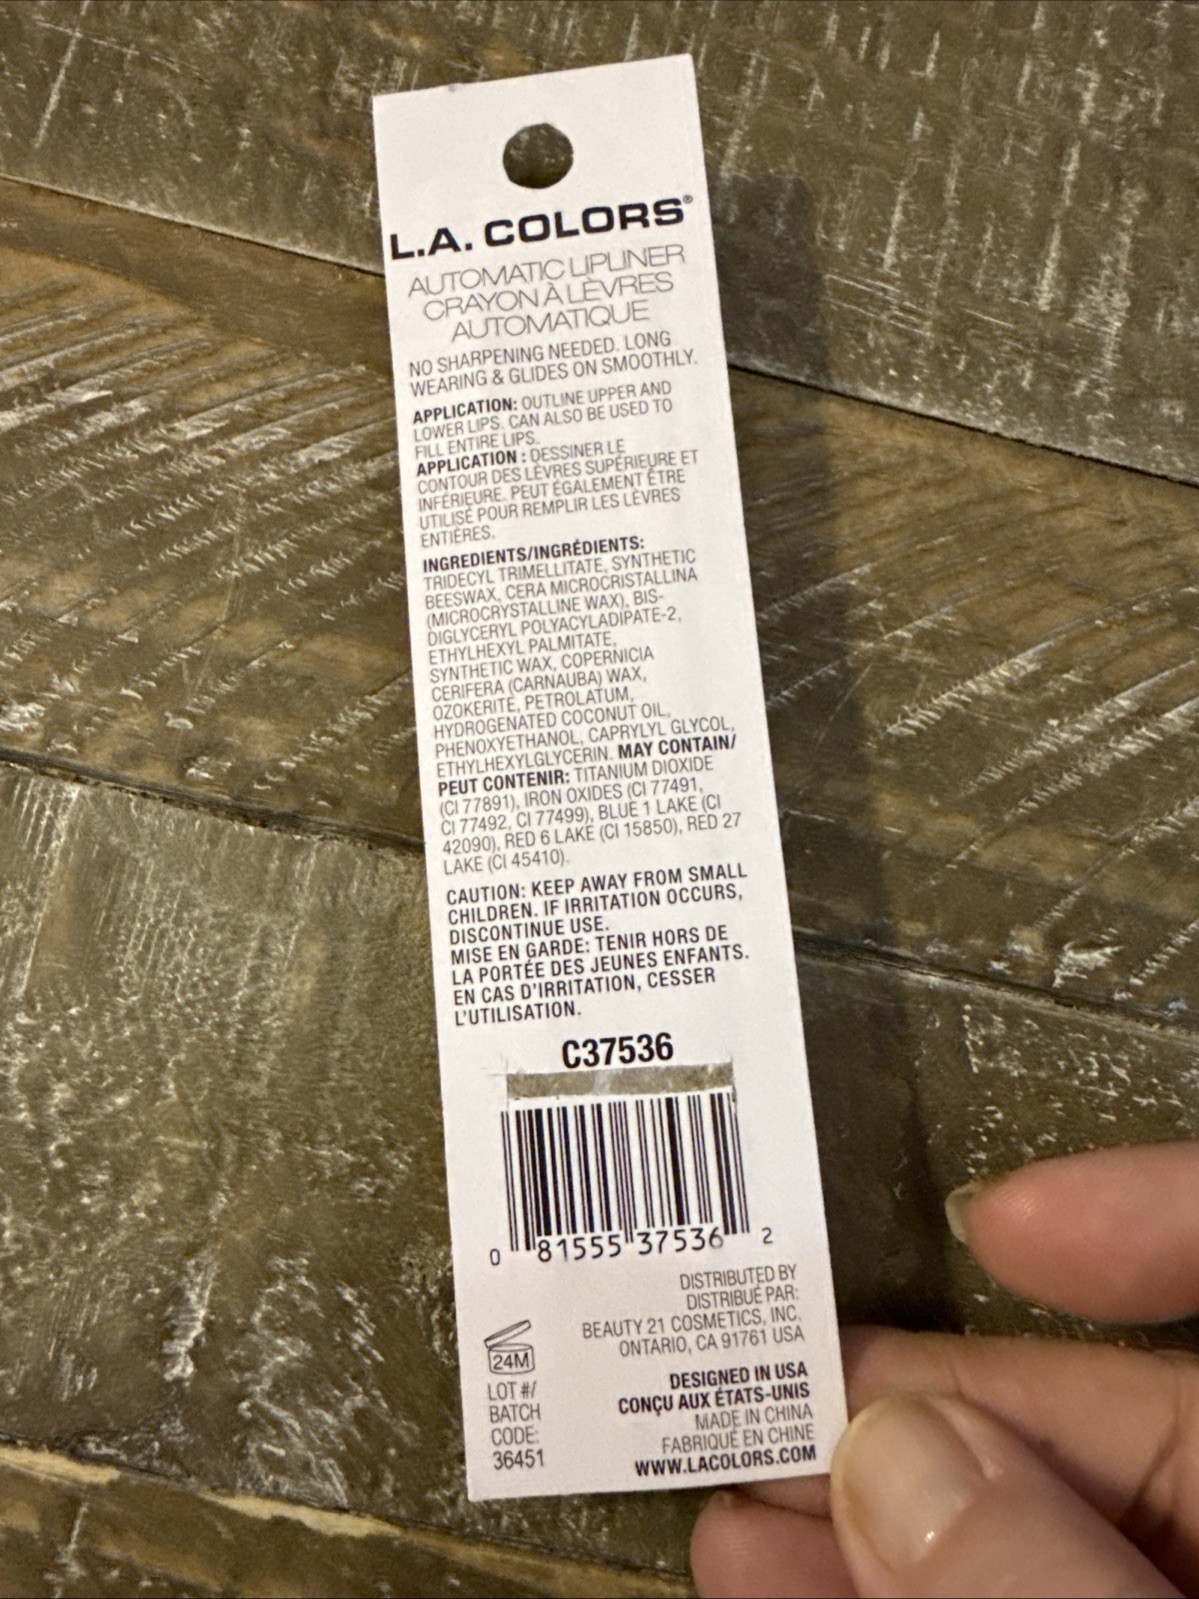 L.A. COLORS®
AUTOMATIC LIPLINER
CRAYON À LÈVRES
AUTOMATIQUE
NO SHARPENING NEEDED. LONG
WEARING & GLIDES ON SMOOTHLY.
APPLICATION: OUTLINE UPPER AND
LOWER LIPS. CAN ALSO BE USED TO
FILL ENTIRE LIPS.
APPLICATION : DESSINER LE
CONTOUR DES LÈVRES SUPÉRIEURE ET
INFÉRIEURE. PEUT ÉGALEMENT ÊTRE
UTILISÉ POUR REMPLIR LES LÈVRES
ENTIÈRES.
INGREDIENTS/INGRÉDIENTS:
TRIDECYL TRIMELLITATE, SYNTHETIC
BEESWAX, CERA MICROCRISTALLINA
(MICROCRYSTALLINE WAX), BIS-
DIGLYCERYL POLYACYLADIPATE-2,
ETHYLHEXYL PALMITATE,
SYNTHETIC WAX, COPERNICIA
CERIFERA (CARNAUBA) WAX,
OZOKERITE, PETROLATUM,
HYDROGENATED COCONUT OIL,
PHENOXYETHANOL, CAPRYLYL GLYCOL,
ETHYLHEXYLGLYCERIN. MAY CONTAIN/
PEUT CONTENIR: TITANIUM DIOXIDE
(CI 77891), IRON OXIDES (CI 77491,
CI 77492, CI 77499), BLUE 1 LAKE (CI
42090), RED 6 LAKE (CI 15850), RED 27
LAKE (CI 45410).
CAUTION: KEEP AWAY FROM SMALL
CHILDREN. IF IRRITATION OCCURS,
DISCONTINUE USE.
MISE EN GARDE: TENIR HORS DE
LA PORTÉE DES JEUNES ENFANTS.
EN CAS D'IRRITATION, CESSER
L'UTILISATION.
C37536
0 81555 37536 2
DISTRIBUTED BY
DISTRIBUÉ PAR:
BEAUTY 21 COSMETICS, INC.
ONTARIO, CA 91761 USA
24M
LOT #/
BATCH
CODE:
36451
DESIGNED IN USA
CONÇU AUX ÉTATS-UNIS
MADE IN CHINA
FABRIQUÉ EN CHINE
WWW.LACOLORS.COM